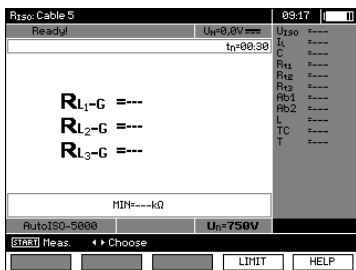 RISO: Cable 5 09:17
Ready! UN=0,0V
tn=00:30
RL1-G =---
RL2-G =---
RL3-G =---
MIN=---kΩ
AutoISO-5000 Un=750V
UISO =---
IL =---
C =---
Rt1 =---
Rt2 =---
Rt3 =---
Ab1 =---
Ab2 =---
L =---
TC =---
T =---
START Meas. Choose
LIMIT HELP